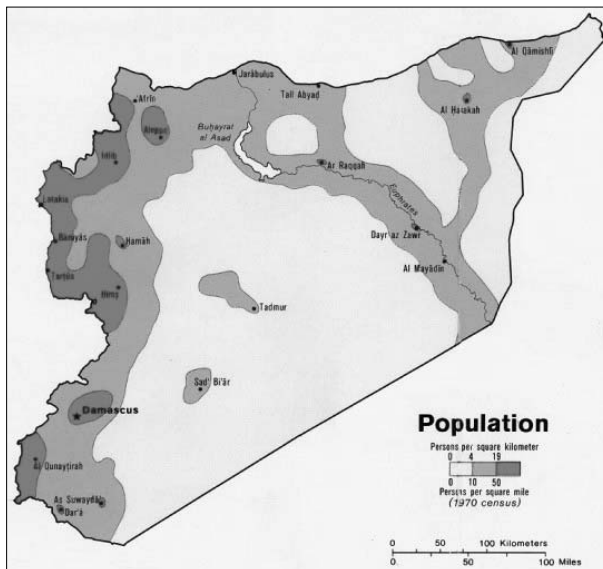 Al Qāmishlī
Jarābulus
Tall Abyaḍ
'Afrīn
Al Ḥasakah
Aleppo
Buḥayrat
al Asad
Idlib
Ar Raqqah
Latakia
Euphrates
Bāniyās
Ḥamāh
Dayr az Zawr
Al Mayādīn
Tartūs
Ḥimṣ
Tadmur
Sad' Bi'ār
Damascus
Population
Persons per square kilometer
0 4 19
0 10 50
Persons per square mile
(1970 census)
Al Qunayṭirah
As Suwaydā'
Dar'ā
0 50 100 Kilometers
0 50 100 Miles